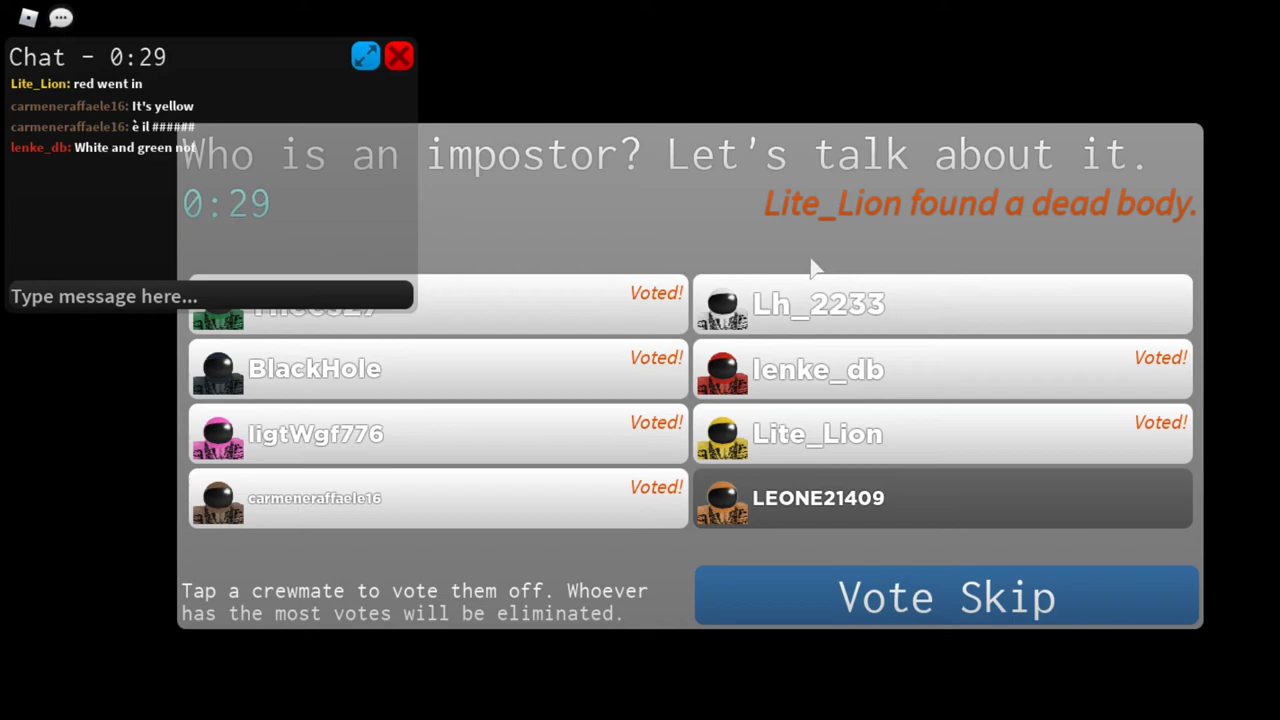 Chat - 0:29
Lite_Lion: red went in
carmeneraffaele16: It's yellow
carmeneraffaele16: è il ######
lenke_db: White and green not
Type message here...
Who is an impostor? Let's talk about it.
0:29
Lite_Lion found a dead body.
Voted!
Lh_2233
BlackHole
Voted!
lenke_db
Voted!
ligtWgf776
Voted!
Lite_Lion
Voted!
carmeneraffaele16
Voted!
LEONE21409
Tap a crewmate to vote them off. Whoever
has the most votes will be eliminated.
Vote Skip